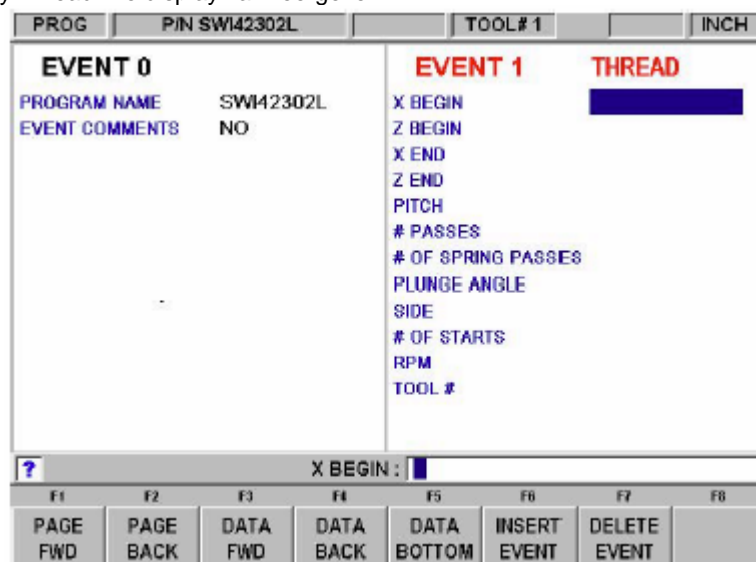 PROG P/N SWI42302L TOOL# 1 INCH
EVENT 0
PROGRAM NAME SWI42302L
EVENT COMMENTS NO
EVENT 1 THREAD
X BEGIN
Z BEGIN
X END
Z END
PITCH
# PASSES
# OF SPRING PASSES
PLUNGE ANGLE
SIDE
# OF STARTS
RPM
TOOL #
? X BEGIN :
F1 F2 F3 F4 F5 F6 F7 F8
PAGE FWD
PAGE BACK
DATA FWD
DATA BACK
DATA BOTTOM
INSERT EVENT
DELETE EVENT